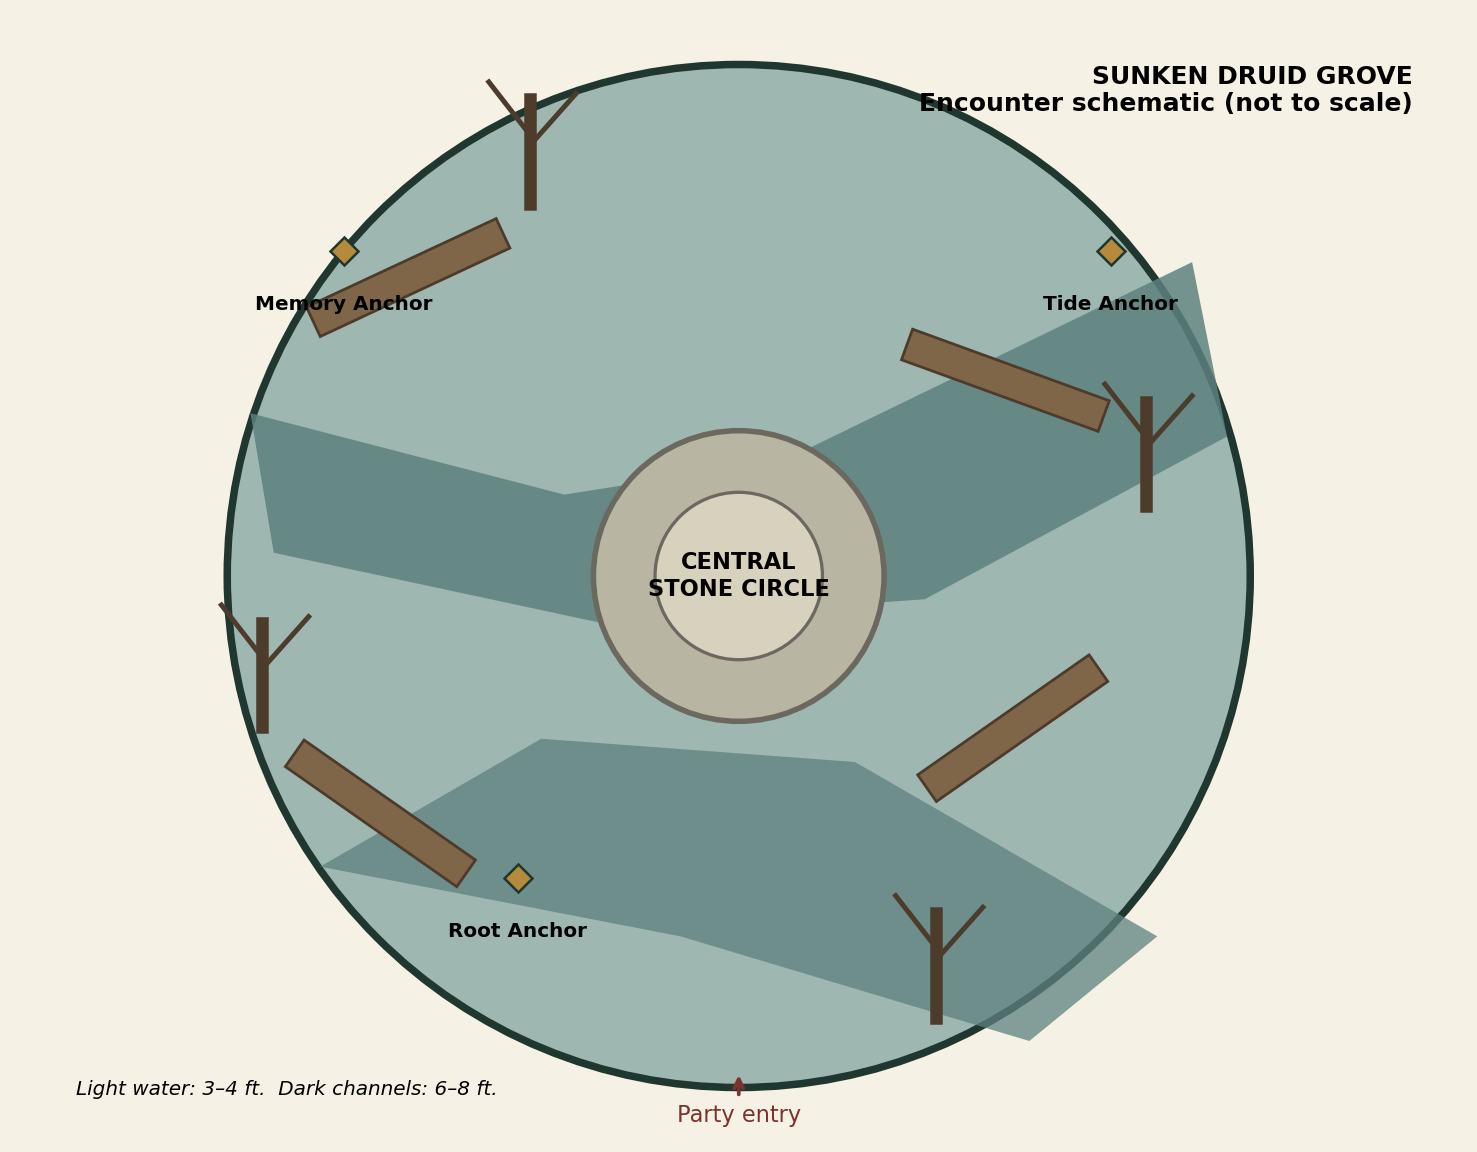 SUNKEN DRUID GROVE
Encounter schematic (not to scale)
Memory Anchor
Tide Anchor
CENTRAL
STONE CIRCLE
Root Anchor
Light water: 3–4 ft.  Dark channels: 6–8 ft.
Party entry